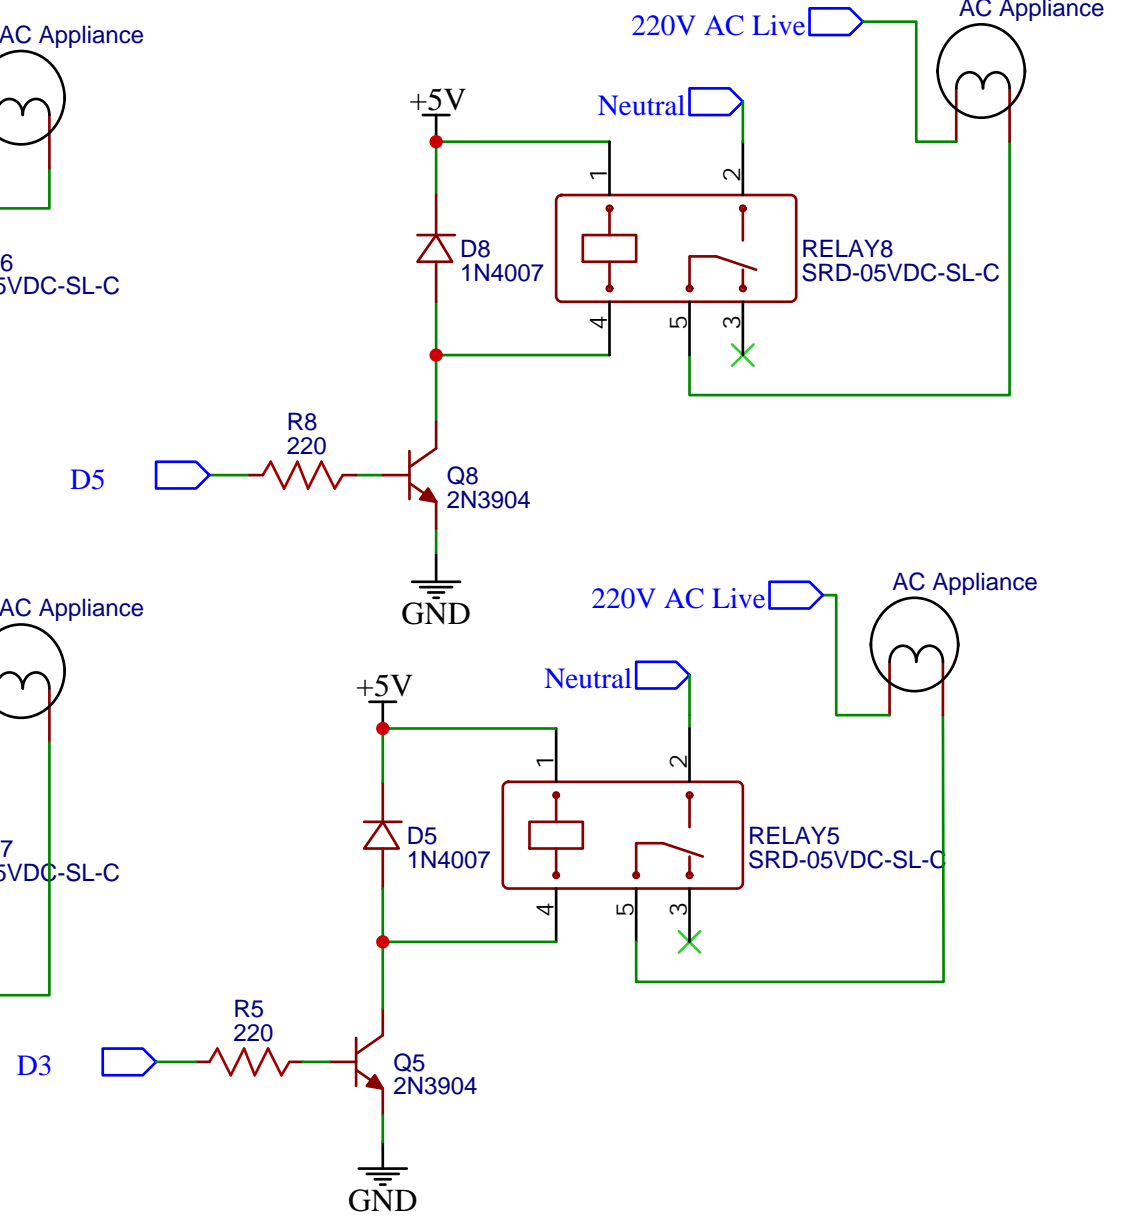 AC Appliance
220V AC Live
AC Appliance
+5V
Neutral
1
2
D8
1N4007
RELAY8
SRD-05VDC-SL-C
6
5VDC-SL-C
4
5
3
R8
220
D5
Q8
2N3904
GND
AC Appliance
220V AC Live
AC Appliance
+5V
Neutral
1
2
D5
1N4007
RELAY5
SRD-05VDC-SL-C
7
5VDC-SL-C
4
5
3
R5
220
D3
Q5
2N3904
GND